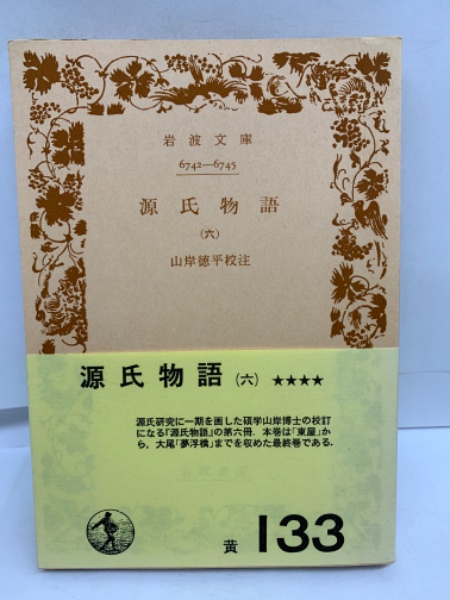 岩波文庫
6742—6745
源氏物語
(六)
山岸徳平校注
源氏物語(六)★★★★
源氏研究に一期を画した碩学山岸博士の校訂
になる『源氏物語』の第六冊.本巻は「東屋」か
ら,大尾「夢浮橋」までを収めた最終巻である.
黄 133